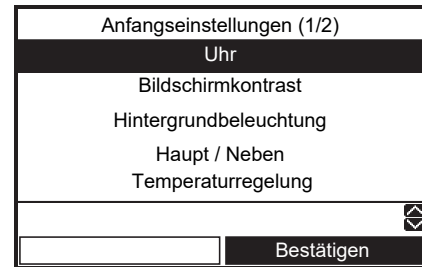 Anfangseinstellungen (1/2)
Uhr
Bildschirmkontrast
Hintergrundbeleuchtung
Haupt / Neben
Temperaturregelung
Bestätigen